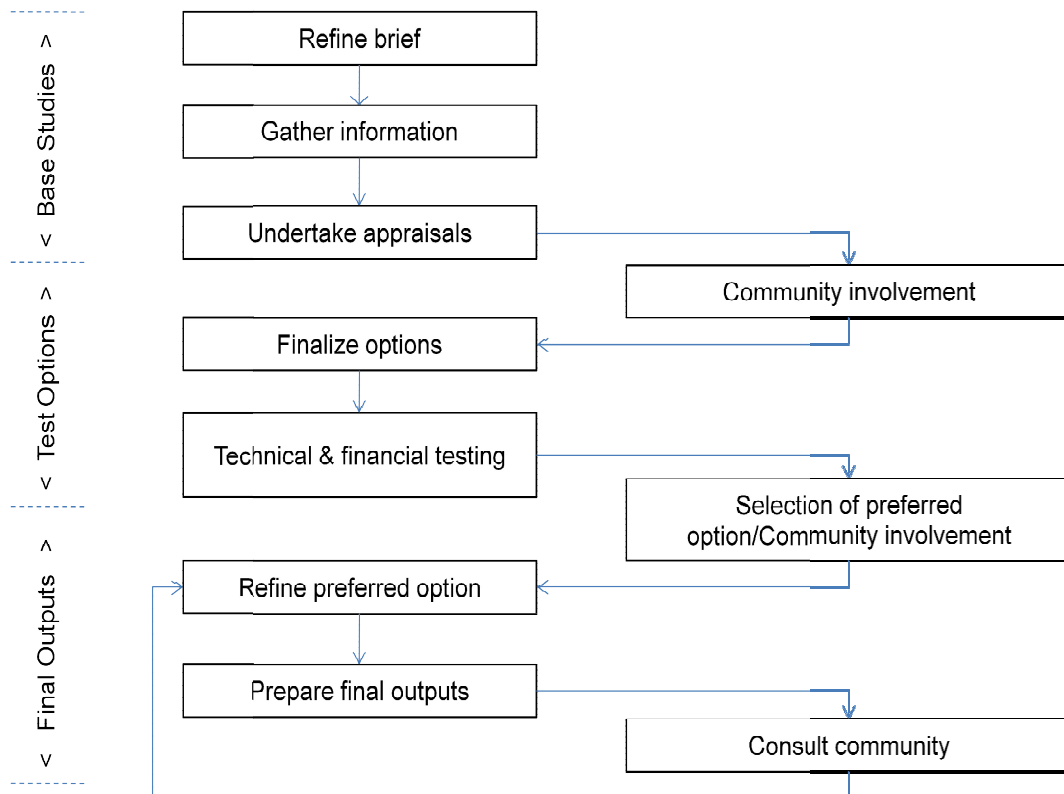 < Base Studies >
Refine brief
Gather information
Undertake appraisals
Community involvement
< Test Options >
Finalize options
Technical & financial testing
Selection of preferred
option/Community involvement
< Final Outputs >
Refine preferred option
Prepare final outputs
Consult community